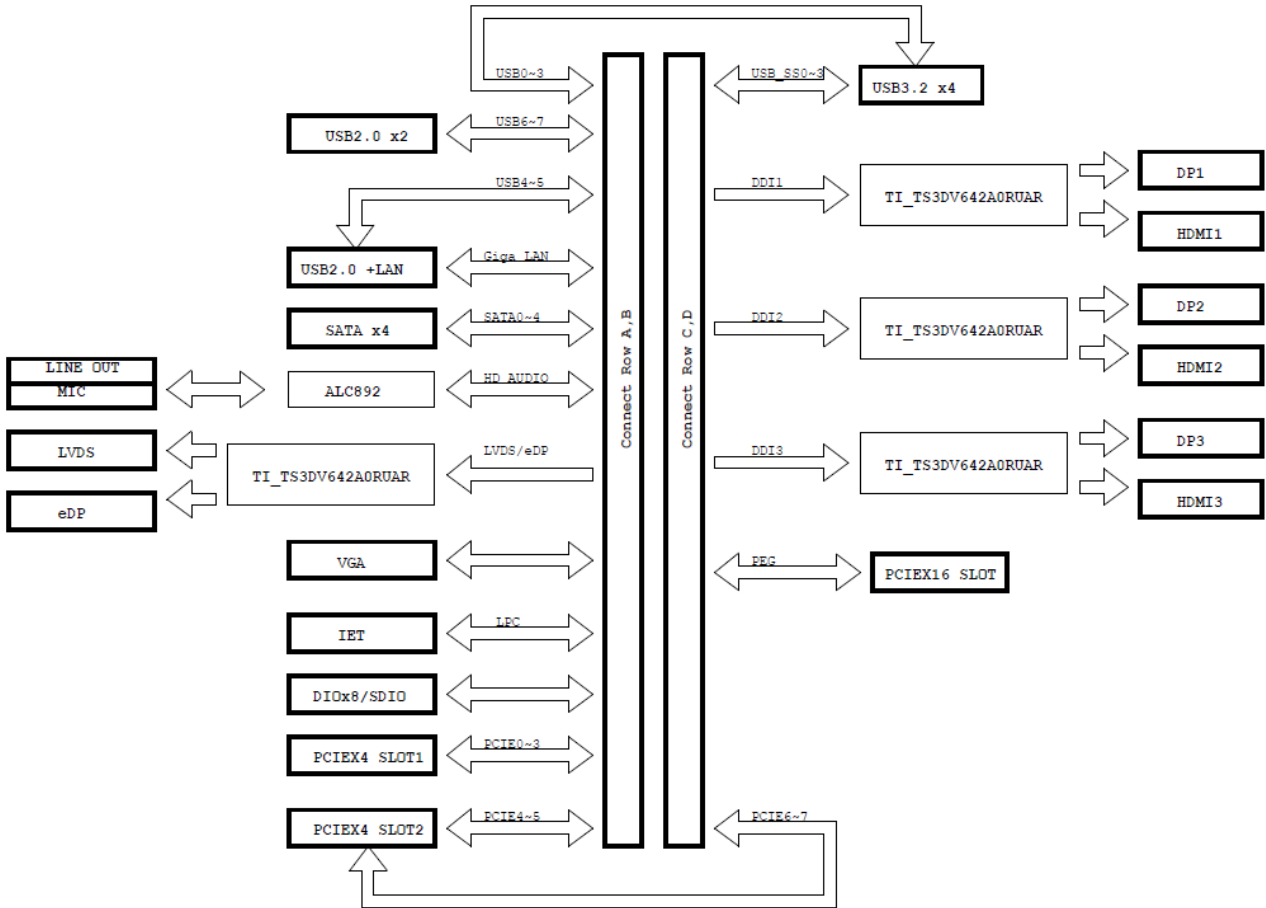 USB0~3
USB_SS0~3
USB3.2 x4
USB2.0 x2
USB6~7
USB4~5
DDI1
TI_TS3DV642A0RUAR
DP1
HDMI1
USB2.0 +LAN
Giga LAN
SATA x4
SATA0~4
DDI2
TI_TS3DV642A0RUAR
DP2
HDMI2
Connect Row A,B
Connect Row C,D
LINE OUT
MIC
ALC892
HD AUDIO
LVDS
eDP
TI_TS3DV642A0RUAR
LVDS/eDP
DDI3
TI_TS3DV642A0RUAR
DP3
HDMI3
VGA
PEG
PCIEX16 SLOT
IET
LPC
DIOx8/SDIO
PCIEX4 SLOT1
PCIE0~3
PCIEX4 SLOT2
PCIE4~5
PCIE6~7